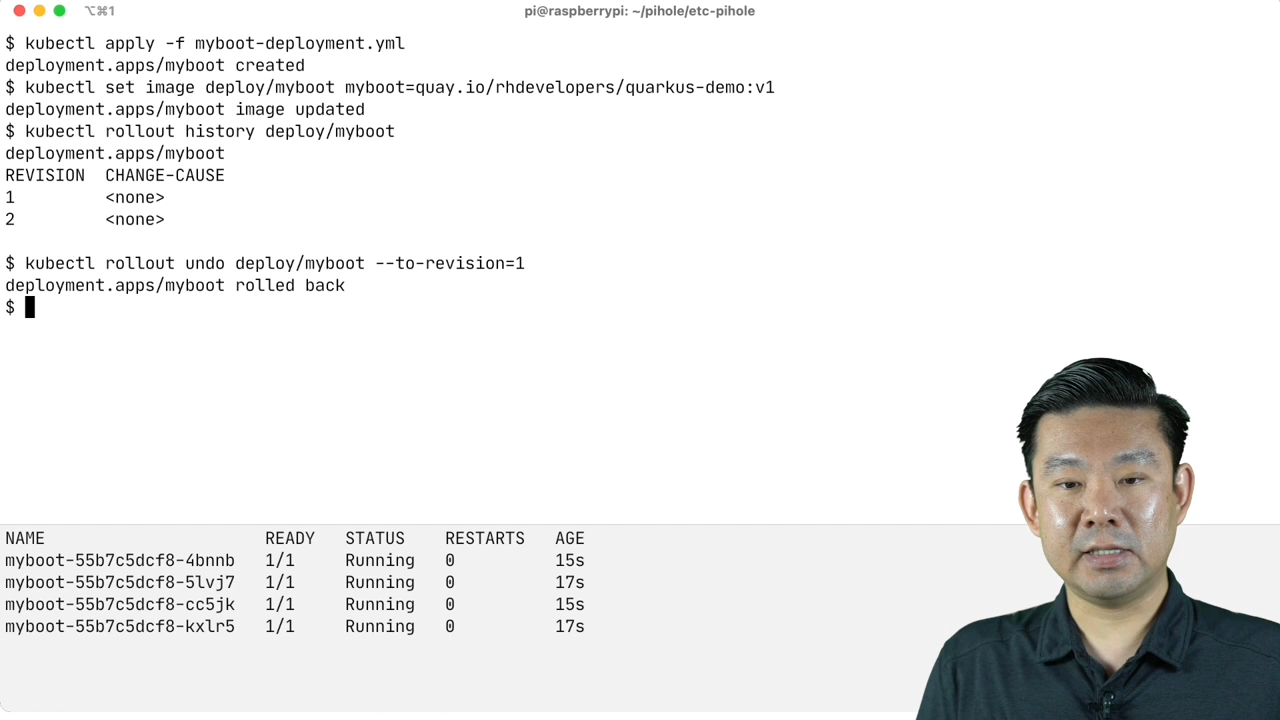 ⌥⌘1
pi@raspberrypi: ~/pihole/etc-pihole
$ kubectl apply -f myboot-deployment.yml
deployment.apps/myboot created
$ kubectl set image deploy/myboot myboot=quay.io/rhdevelopers/quarkus-demo:v1
deployment.apps/myboot image updated
$ kubectl rollout history deploy/myboot
deployment.apps/myboot
REVISION  CHANGE-CAUSE
1         <none>
2         <none>
$ kubectl rollout undo deploy/myboot --to-revision=1
deployment.apps/myboot rolled back
$
NAME                      READY   STATUS    RESTARTS   AGE
myboot-55b7c5dcf8-4bnnb   1/1     Running   0          15s
myboot-55b7c5dcf8-5lvj7   1/1     Running   0          17s
myboot-55b7c5dcf8-cc5jk   1/1     Running   0          15s
myboot-55b7c5dcf8-kxlr5   1/1     Running   0          17s